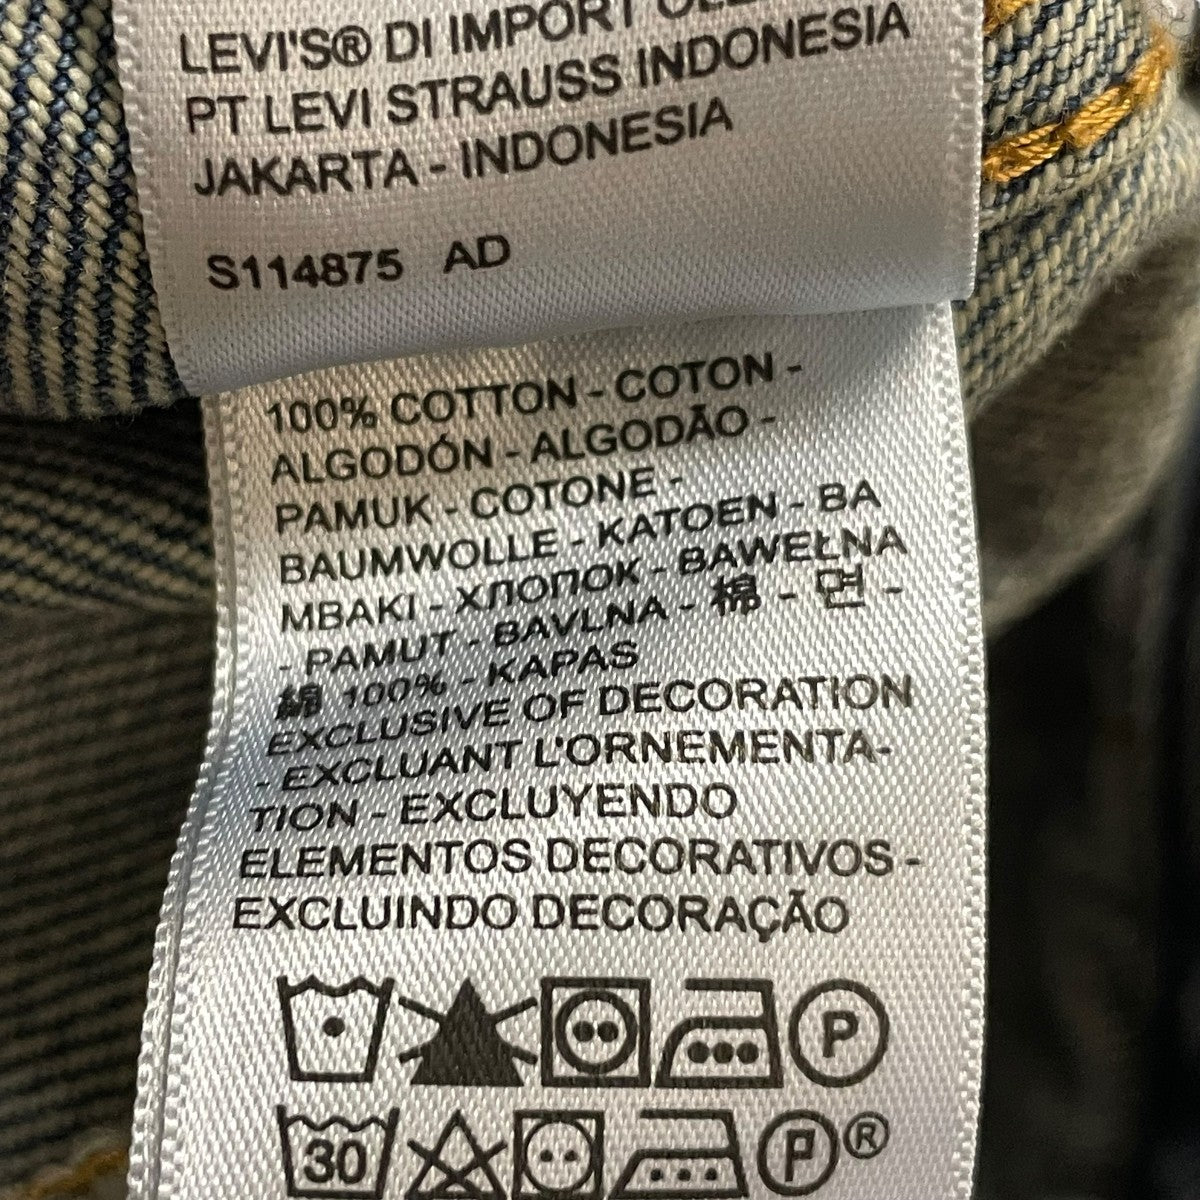 LEVI'S® DI IMPORT OLE
PT LEVI STRAUSS INDONESIA
JAKARTA - INDONESIA
S114875 AD
100% COTTON - COTON -
ALGODÓN - ALGODÃO -
PAMUK - COTONE -
BAUMWOLLE - KATOEN - BA
MBAKI - ХЛОПОК - BAWEŁNA
- PAMUT - BAVLNA - 棉 - 면 -
綿 100% - KAPAS
EXCLUSIVE OF DECORATION
- EXCLUANT L'ORNEMENTA-
TION - EXCLUYENDO
ELEMENTOS DECORATIVOS -
EXCLUINDO DECORAÇÃO
P
30 P ®